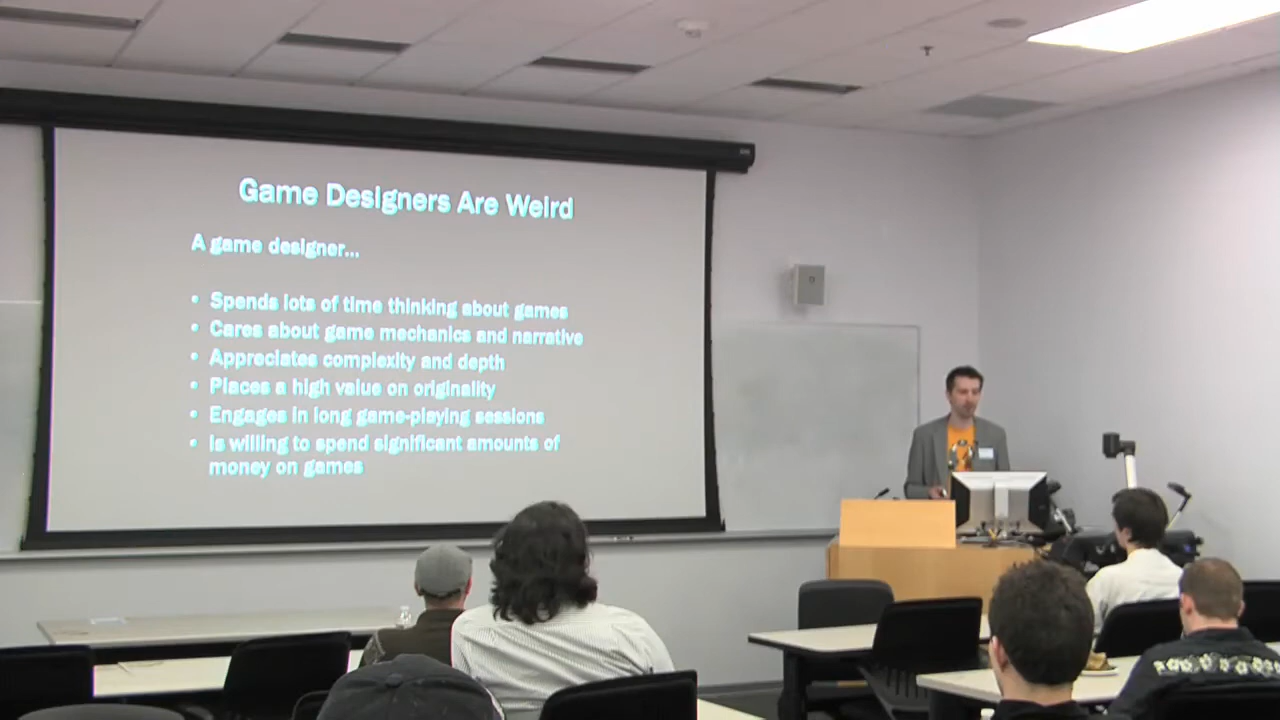 Game Designers Are Weird
A game designer...
• Spends lots of time thinking about games
• Cares about game mechanics and narrative
• Appreciates complexity and depth
• Places a high value on originality
• Engages in long game-playing sessions
• Is willing to spend significant amounts of
money on games